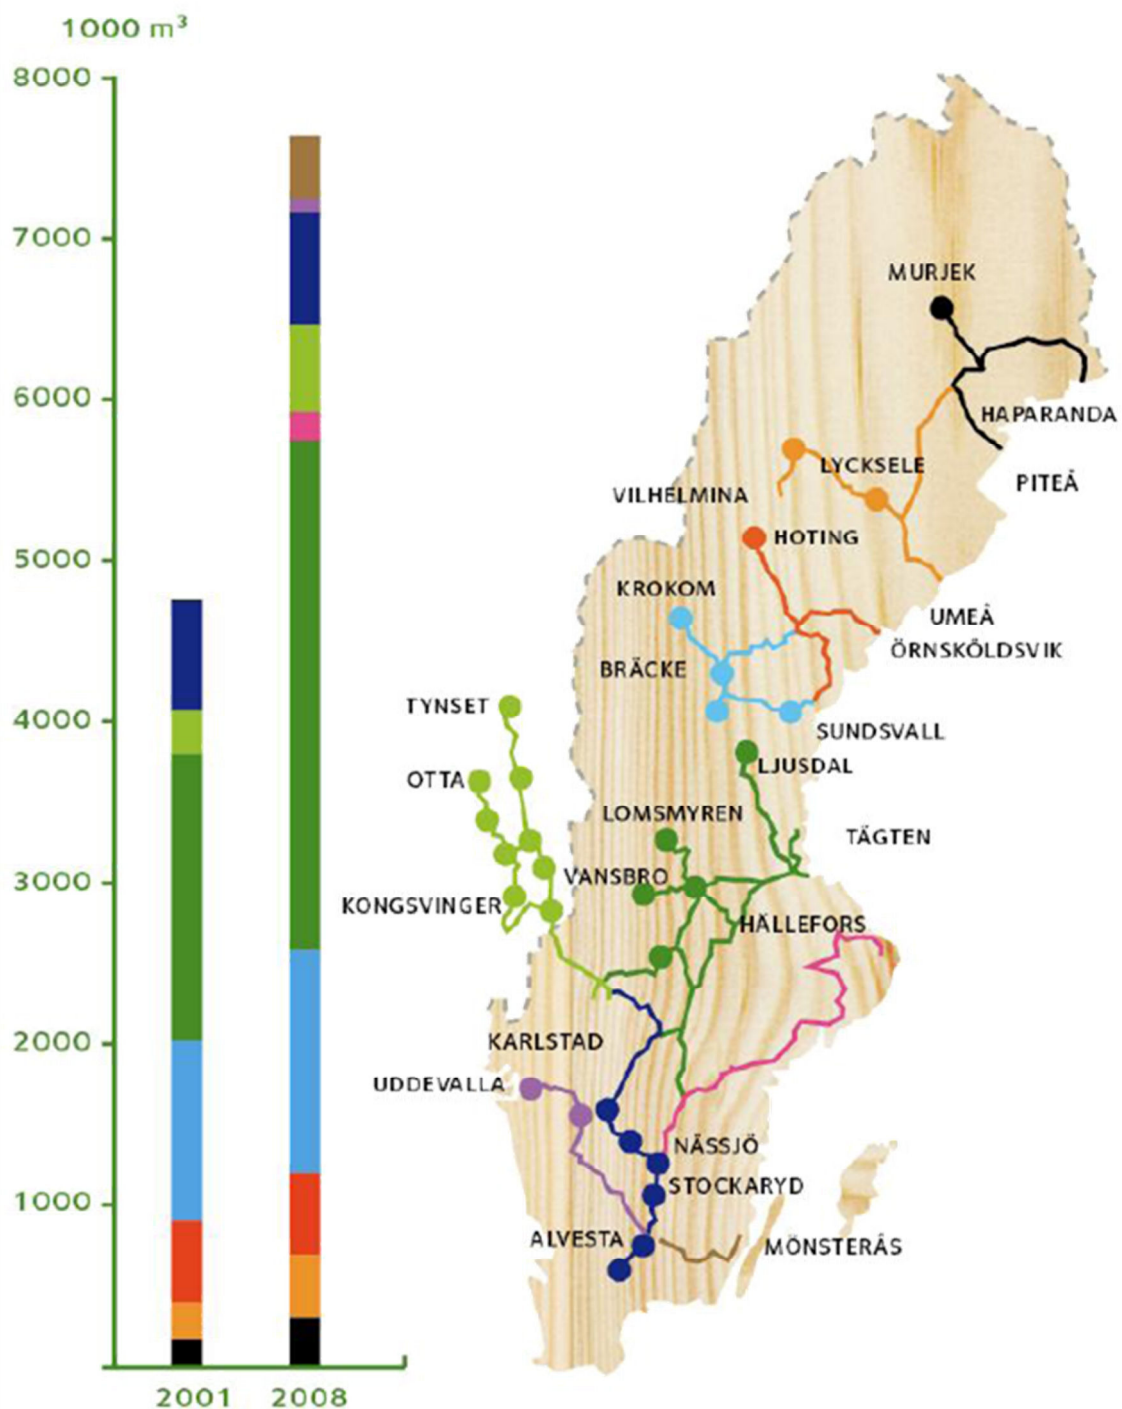 1000 m³
8000
7000
6000
5000
4000
3000
2000
1000
2001
2008
MURJEK
HAPARANDA
LYCKSELE
PITEÅ
VILHELMINA
HOTING
KROKOM
UMEÅ
ÖRNSKÖLDSVIK
BRÄCKE
TYNSET
SUNDSVALL
LJUSDAL
OTTA
LOMSMYREN
TÄGTEN
VANSBRO
KONGSVINGER
HÄLLEFORS
KARLSTAD
UDDEVALLA
NÄSSJÖ
STOCKARYD
ALVESTA
MÖNSTERÅS